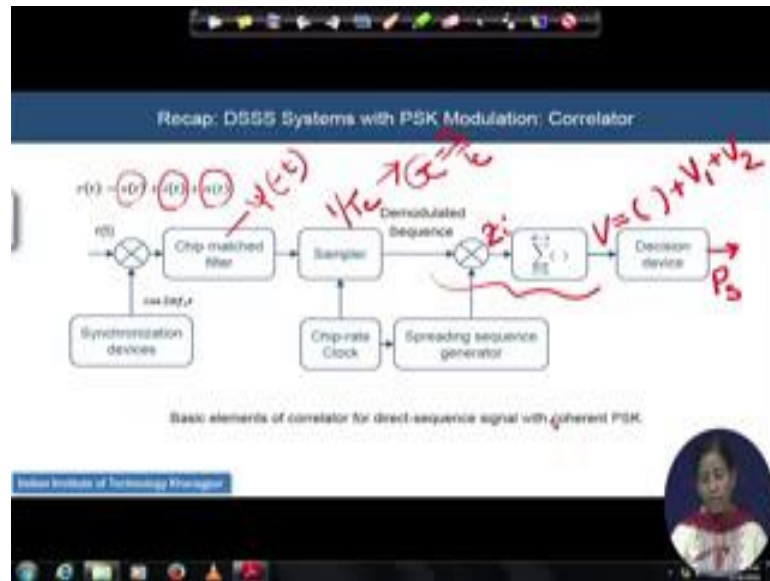 Recap: DSSS Systems with PSK Modulation: Correlator
r(t) = s(t) + i(t) + n(t)
ψ(-t)
1/Tc
V = ( ) + V1 + V2
Demodulated
Sequence
r(t)
Chip matched
filter
Sampler
Zi
Decision
device
Ps
Synchronization
devices
Chip-rate
Clock
Spreading sequence
generator
Basic elements of correlator for direct-sequence signal with coherent PSK
Indian Institute of Technology Kharagpur